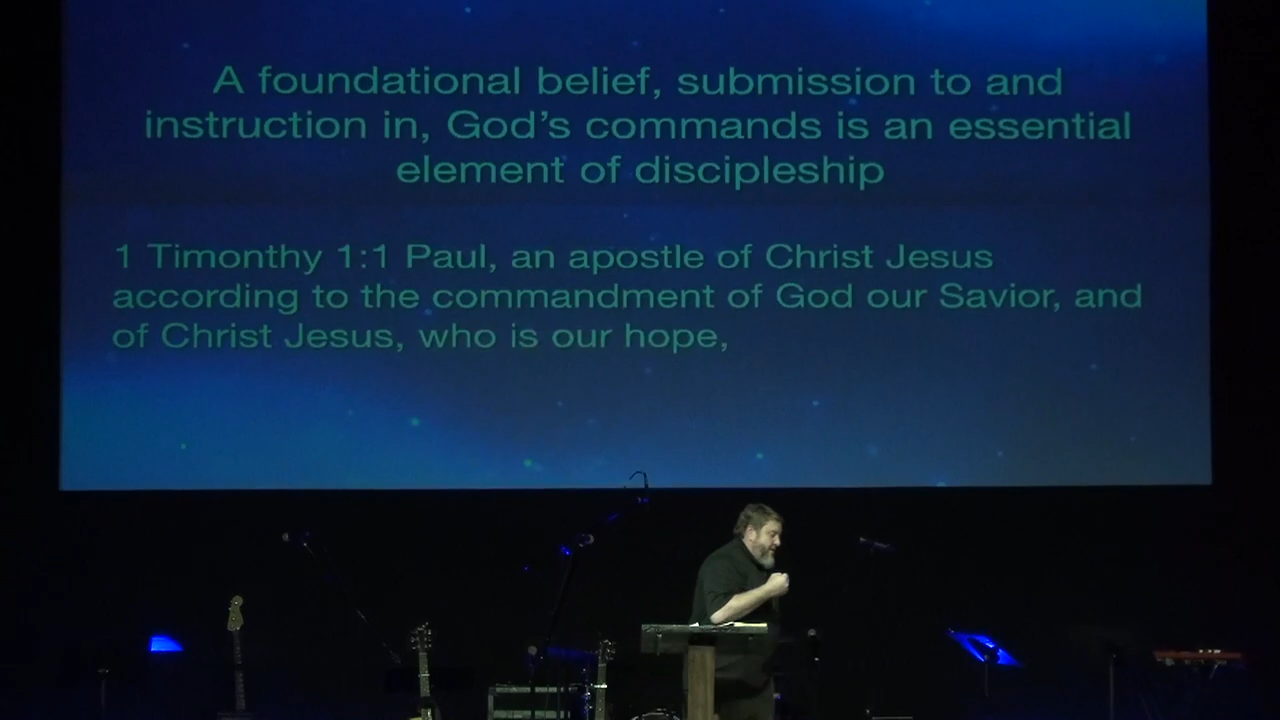 A foundational belief, submission to and
instruction in, God’s commands is an essential
element of discipleship
1 Timonthy 1:1 Paul, an apostle of Christ Jesus
according to the commandment of God our Savior, and
of Christ Jesus, who is our hope,